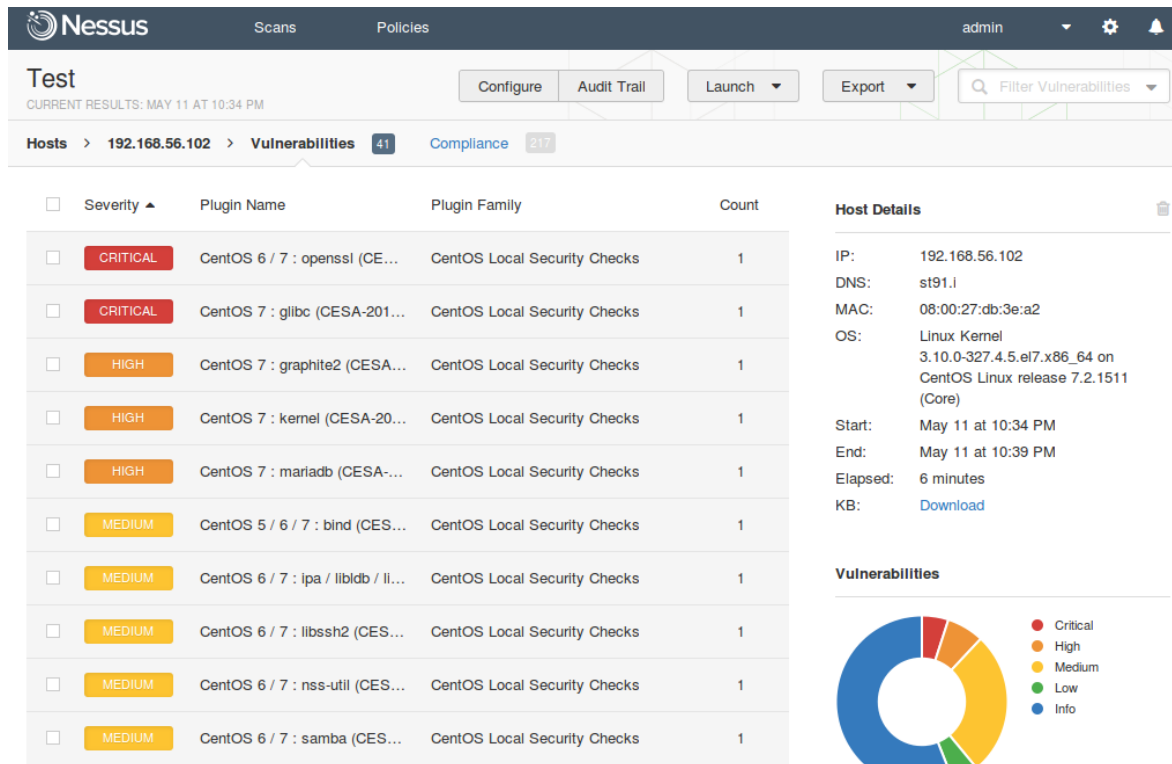 Nessus Scans Policies admin
Test
Configure Audit Trail Launch Export Filter Vulnerabilities
CURRENT RESULTS: MAY 11 AT 10:34 PM
Hosts > 192.168.56.102 > Vulnerabilities 41 Compliance 217
Severity Plugin Name Plugin Family Count
CRITICAL CentOS 6 / 7 : openssl (CE... CentOS Local Security Checks 1
CRITICAL CentOS 7 : glibc (CESA-201... CentOS Local Security Checks 1
HIGH CentOS 7 : graphite2 (CESA... CentOS Local Security Checks 1
HIGH CentOS 7 : kernel (CESA-20... CentOS Local Security Checks 1
HIGH CentOS 7 : mariadb (CESA-... CentOS Local Security Checks 1
MEDIUM CentOS 5 / 6 / 7 : bind (CES... CentOS Local Security Checks 1
MEDIUM CentOS 6 / 7 : ipa / libldb / li... CentOS Local Security Checks 1
MEDIUM CentOS 6 / 7 : libssh2 (CES... CentOS Local Security Checks 1
MEDIUM CentOS 6 / 7 : nss-util (CES... CentOS Local Security Checks 1
MEDIUM CentOS 6 / 7 : samba (CES... CentOS Local Security Checks 1
Host Details
IP: 192.168.56.102
DNS: st91.i
MAC: 08:00:27:db:3e:a2
OS: Linux Kernel
3.10.0-327.4.5.el7.x86_64 on
CentOS Linux release 7.2.1511
(Core)
Start: May 11 at 10:34 PM
End: May 11 at 10:39 PM
Elapsed: 6 minutes
KB: Download
Vulnerabilities
Critical
High
Medium
Low
Info